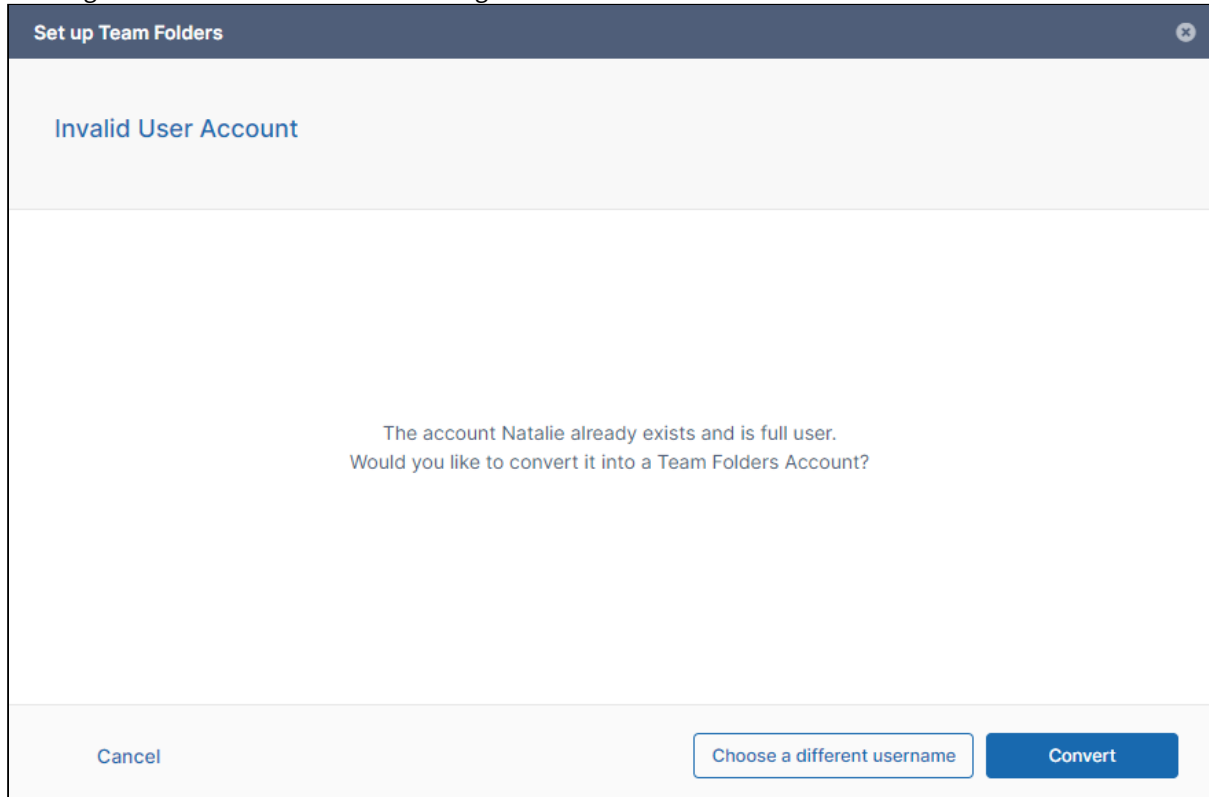 Set up Team Folders
Invalid User Account
The account Natalie already exists and is full user.
Would you like to convert it into a Team Folders Account?
Cancel
Choose a different username
Convert